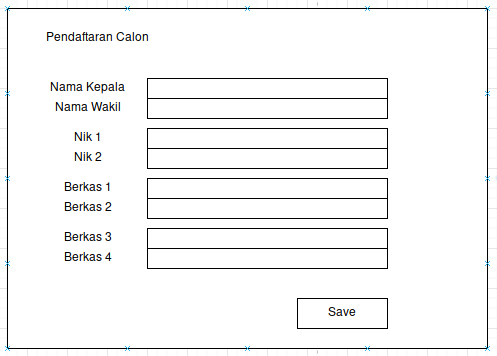 Pendaftaran Calon
Nama Kepala
Nama Wakil
Nik 1
Nik 2
Berkas 1
Berkas 2
Berkas 3
Berkas 4
Save